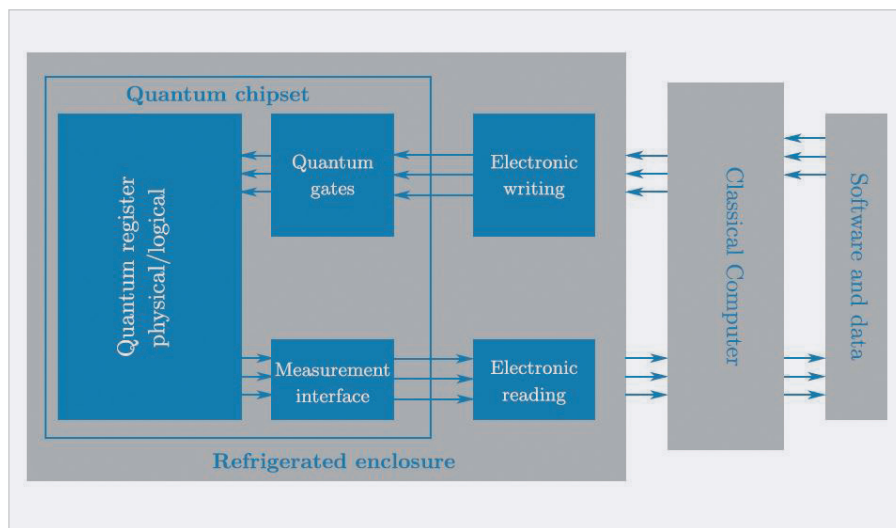 Quantum chipset
Quantum register
physical/logical
Quantum
gates
Electronic
writing
Measurement
interface
Electronic
reading
Refrigerated enclosure
Classical Computer
Software and data